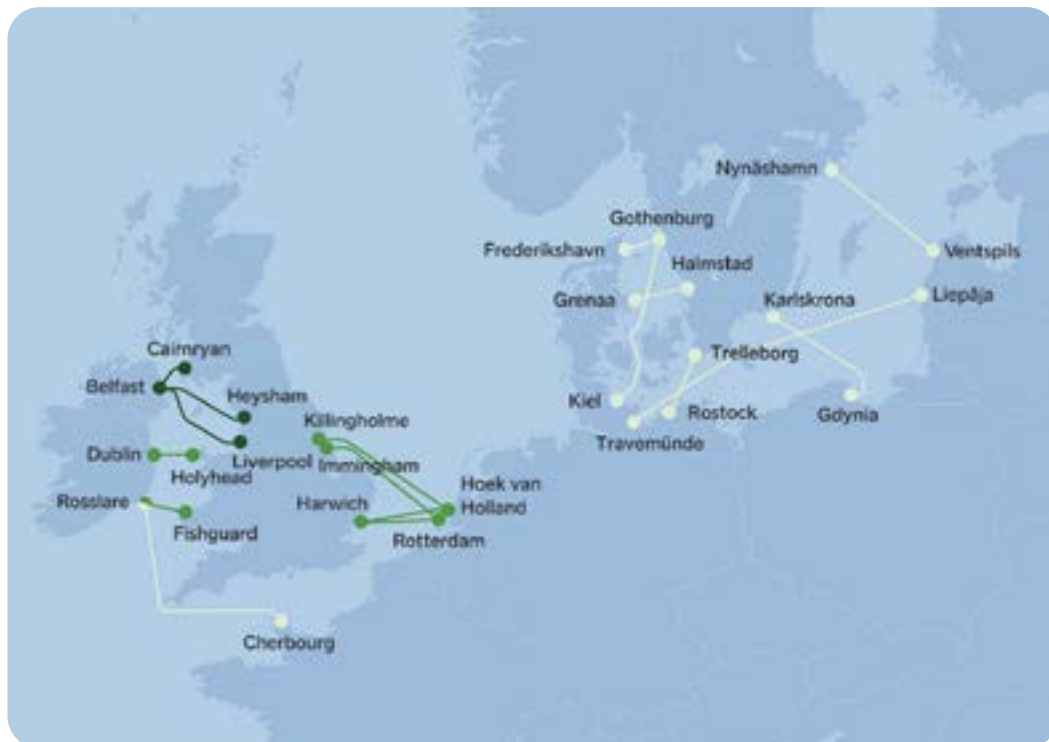 Nynäshamn
Gothenburg
Frederikshavn
Ventspils
Halmstad
Grenaa
Karlskrona
Liepāja
Cairnryan
Trelleborg
Belfast
Heysham
Kiel
Rostock
Gdynia
Killingholme
Travemünde
Dublin
Liverpool
Immingham
Holyhead
Hoek van
Holland
Rosslare
Harwich
Fishguard
Rotterdam
Cherbourg